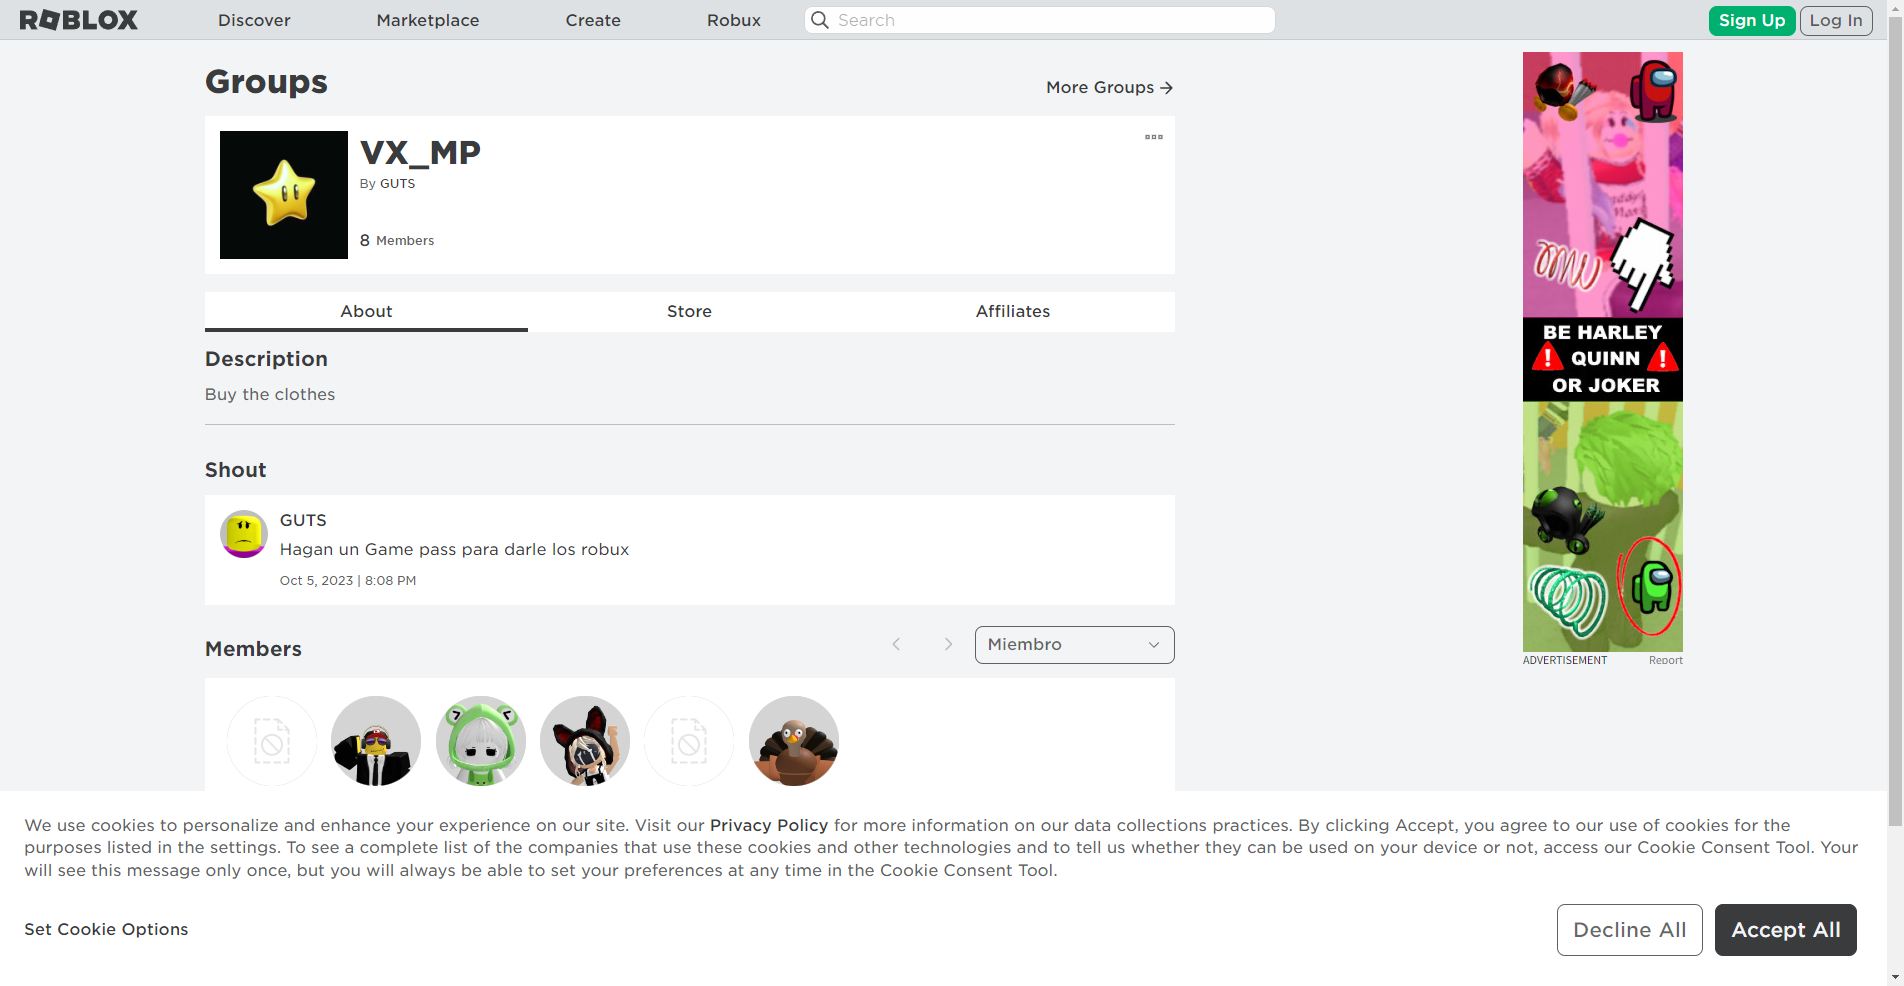 ROBLOX
Discover
Marketplace
Create
Robux
Search
Sign Up
Log In
Groups
More Groups
VX_MP
By GUTS
8 Members
About
Store
Affiliates
Description
Buy the clothes
Shout
GUTS
Hagan un Game pass para darle los robux
Oct 5, 2023 | 8:08 PM
Members
Miembro
BE HARLEY
QUINN
OR JOKER
ADVERTISEMENT
Report
We use cookies to personalize and enhance your experience on our site. Visit our Privacy Policy for more information on our data collections practices. By clicking Accept, you agree to our use of cookies for the
purposes listed in the settings. To see a complete list of the companies that use these cookies and other technologies and to tell us whether they can be used on your device or not, access our Cookie Consent Tool. Your
will see this message only once, but you will always be able to set your preferences at any time in the Cookie Consent Tool.
Set Cookie Options
Decline All
Accept All